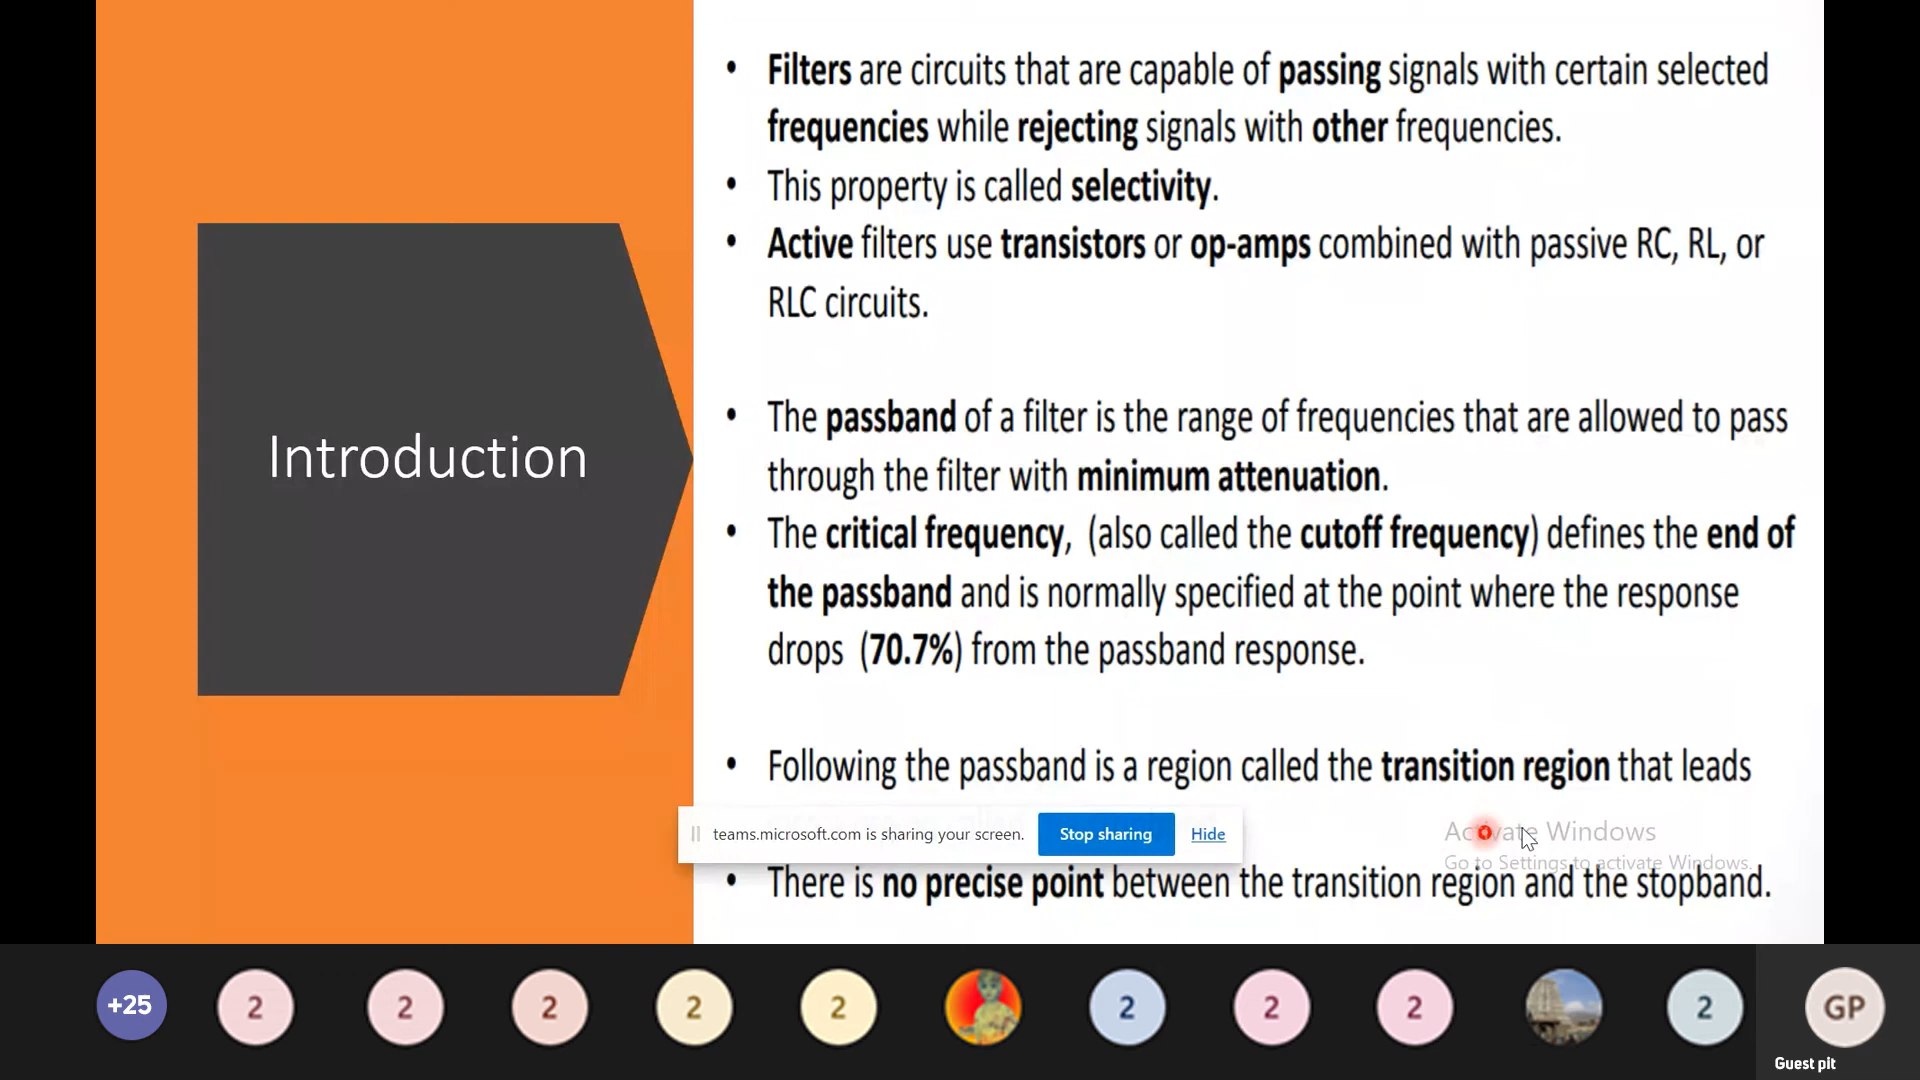 Introduction
• Filters are circuits that are capable of passing signals with certain selected
frequencies while rejecting signals with other frequencies.
• This property is called selectivity.
• Active filters use transistors or op-amps combined with passive RC, RL, or
RLC circuits.
• The passband of a filter is the range of frequencies that are allowed to pass
through the filter with minimum attenuation.
• The critical frequency, (also called the cutoff frequency) defines the end of
the passband and is normally specified at the point where the response
drops (70.7%) from the passband response.
• Following the passband is a region called the transition region that leads
teams.microsoft.com is sharing your screen. Stop sharing Hide
Activate Windows
Go to Settings to activate Windows.
• There is no precise point between the transition region and the stopband.
+25 2 2 2 2 2 2 2 2 2 GP
Guest pit